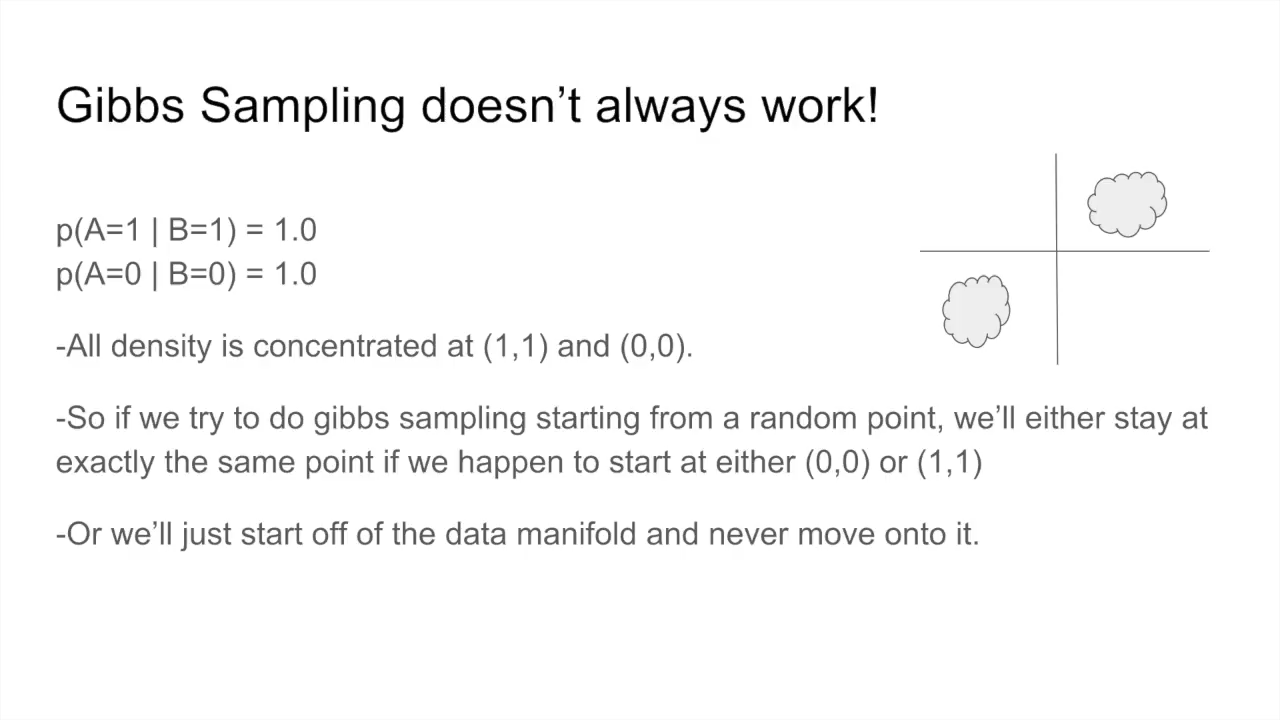 Gibbs Sampling doesn’t always work!
p(A=1 | B=1) = 1.0
p(A=0 | B=0) = 1.0
-All density is concentrated at (1,1) and (0,0).
-So if we try to do gibbs sampling starting from a random point, we’ll either stay at
exactly the same point if we happen to start at either (0,0) or (1,1)
-Or we’ll just start off of the data manifold and never move onto it.